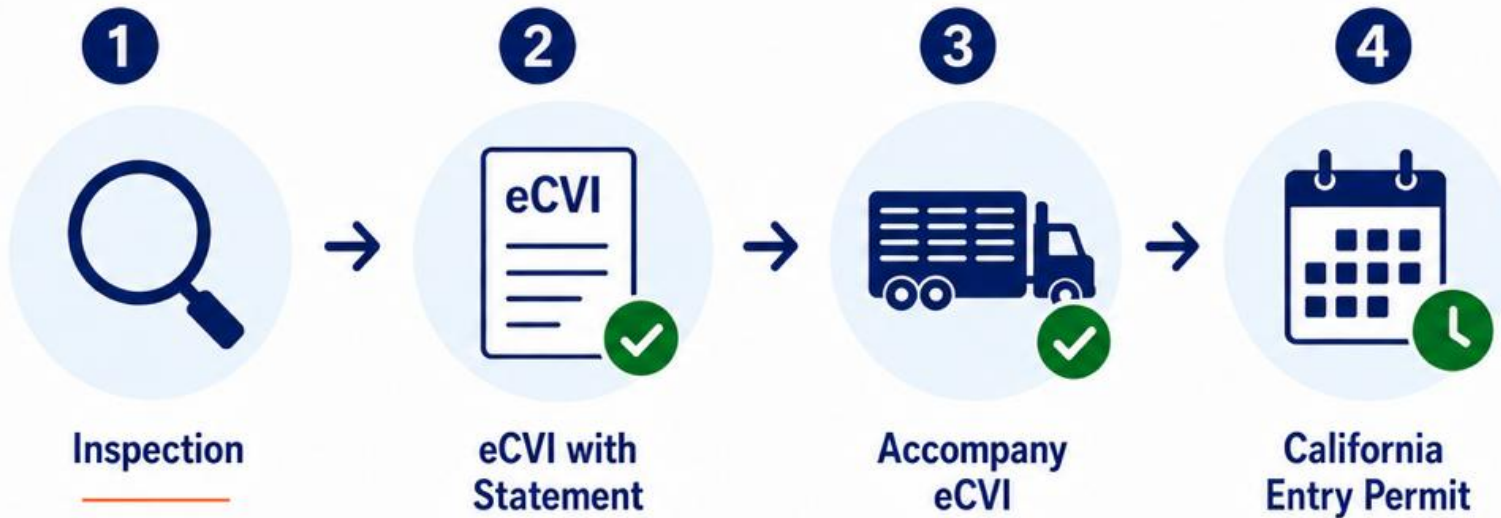 1
2
3
4
eCVI
Inspection
eCVI with
Statement
Accompany
eCVI
California
Entry Permit